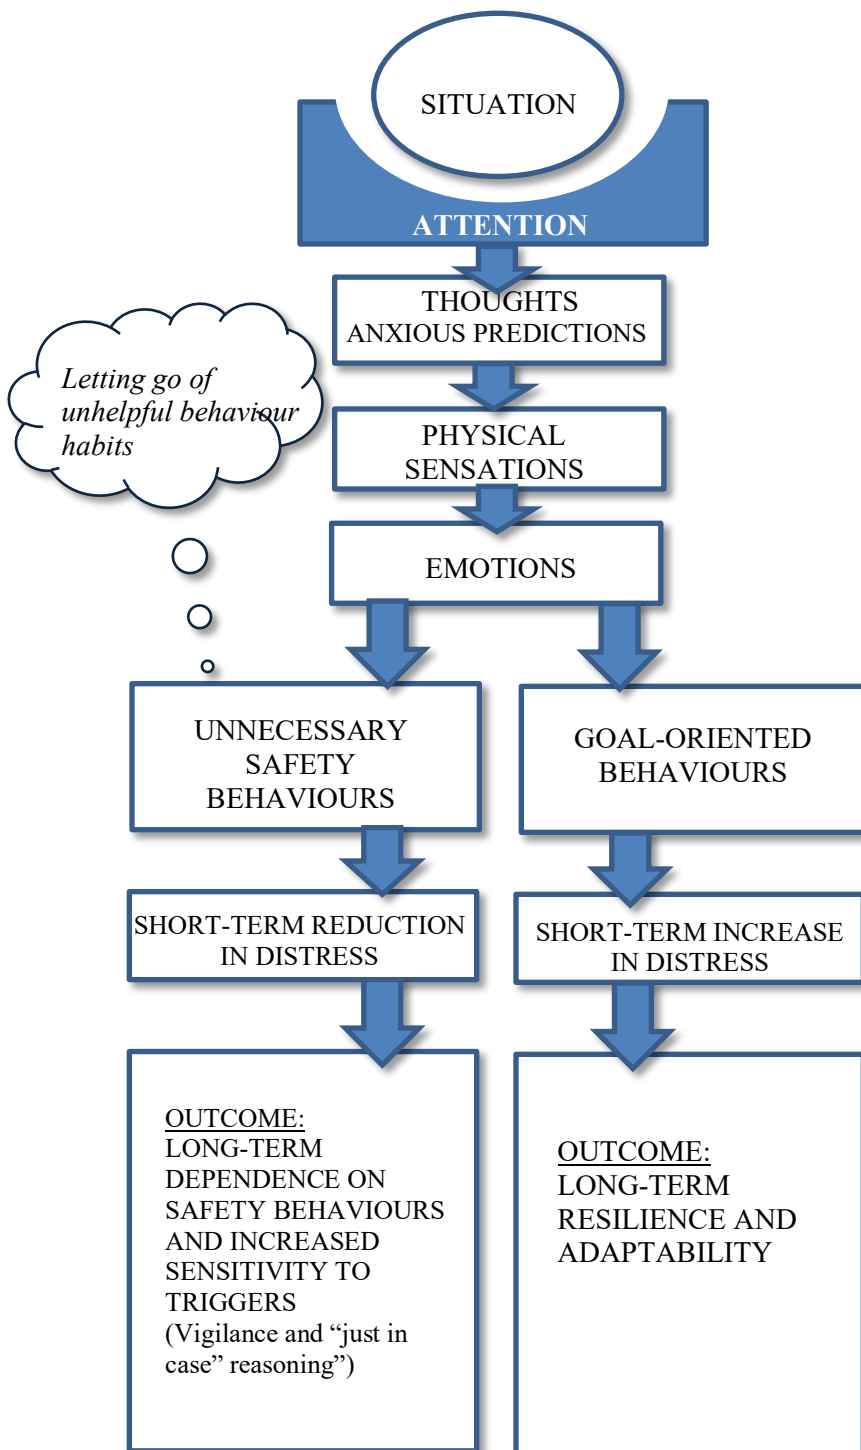 SITUATION
ATTENTION
THOUGHTS
ANXIOUS PREDICTIONS
Letting go of
unhelpful behaviour
habits
PHYSICAL
SENSATIONS
EMOTIONS
UNNECESSARY
SAFETY
BEHAVIOURS
GOAL-ORIENTED
BEHAVIOURS
SHORT-TERM REDUCTION
IN DISTRESS
SHORT-TERM INCREASE
IN DISTRESS
OUTCOME:
LONG-TERM
DEPENDENCE ON
SAFETY BEHAVIOURS
AND INCREASED
SENSITIVITY TO
TRIGGERS
(Vigilance and “just in
case” reasoning”)
OUTCOME:
LONG-TERM
RESILIENCE AND
ADAPTABILITY